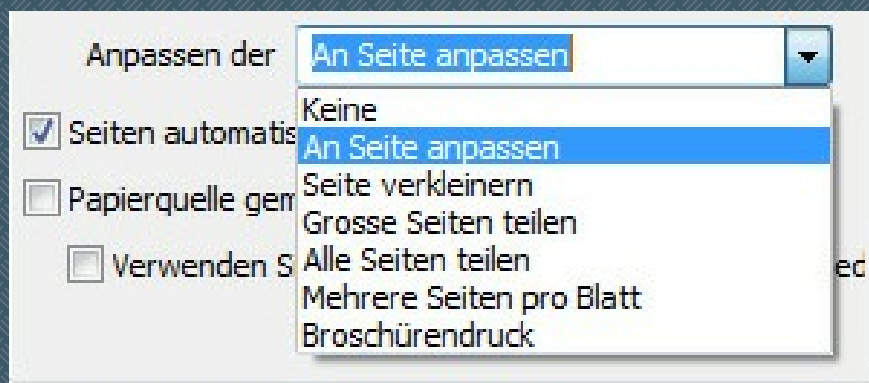 Anpassen der An Seite anpassen
Keine
Seiten automatis
An Seite anpassen
Papierquelle gem
Seite verkleinern
Grosse Seiten teilen
Verwenden S
Alle Seiten teilen
ed
Mehrere Seiten pro Blatt
Broschürendruck